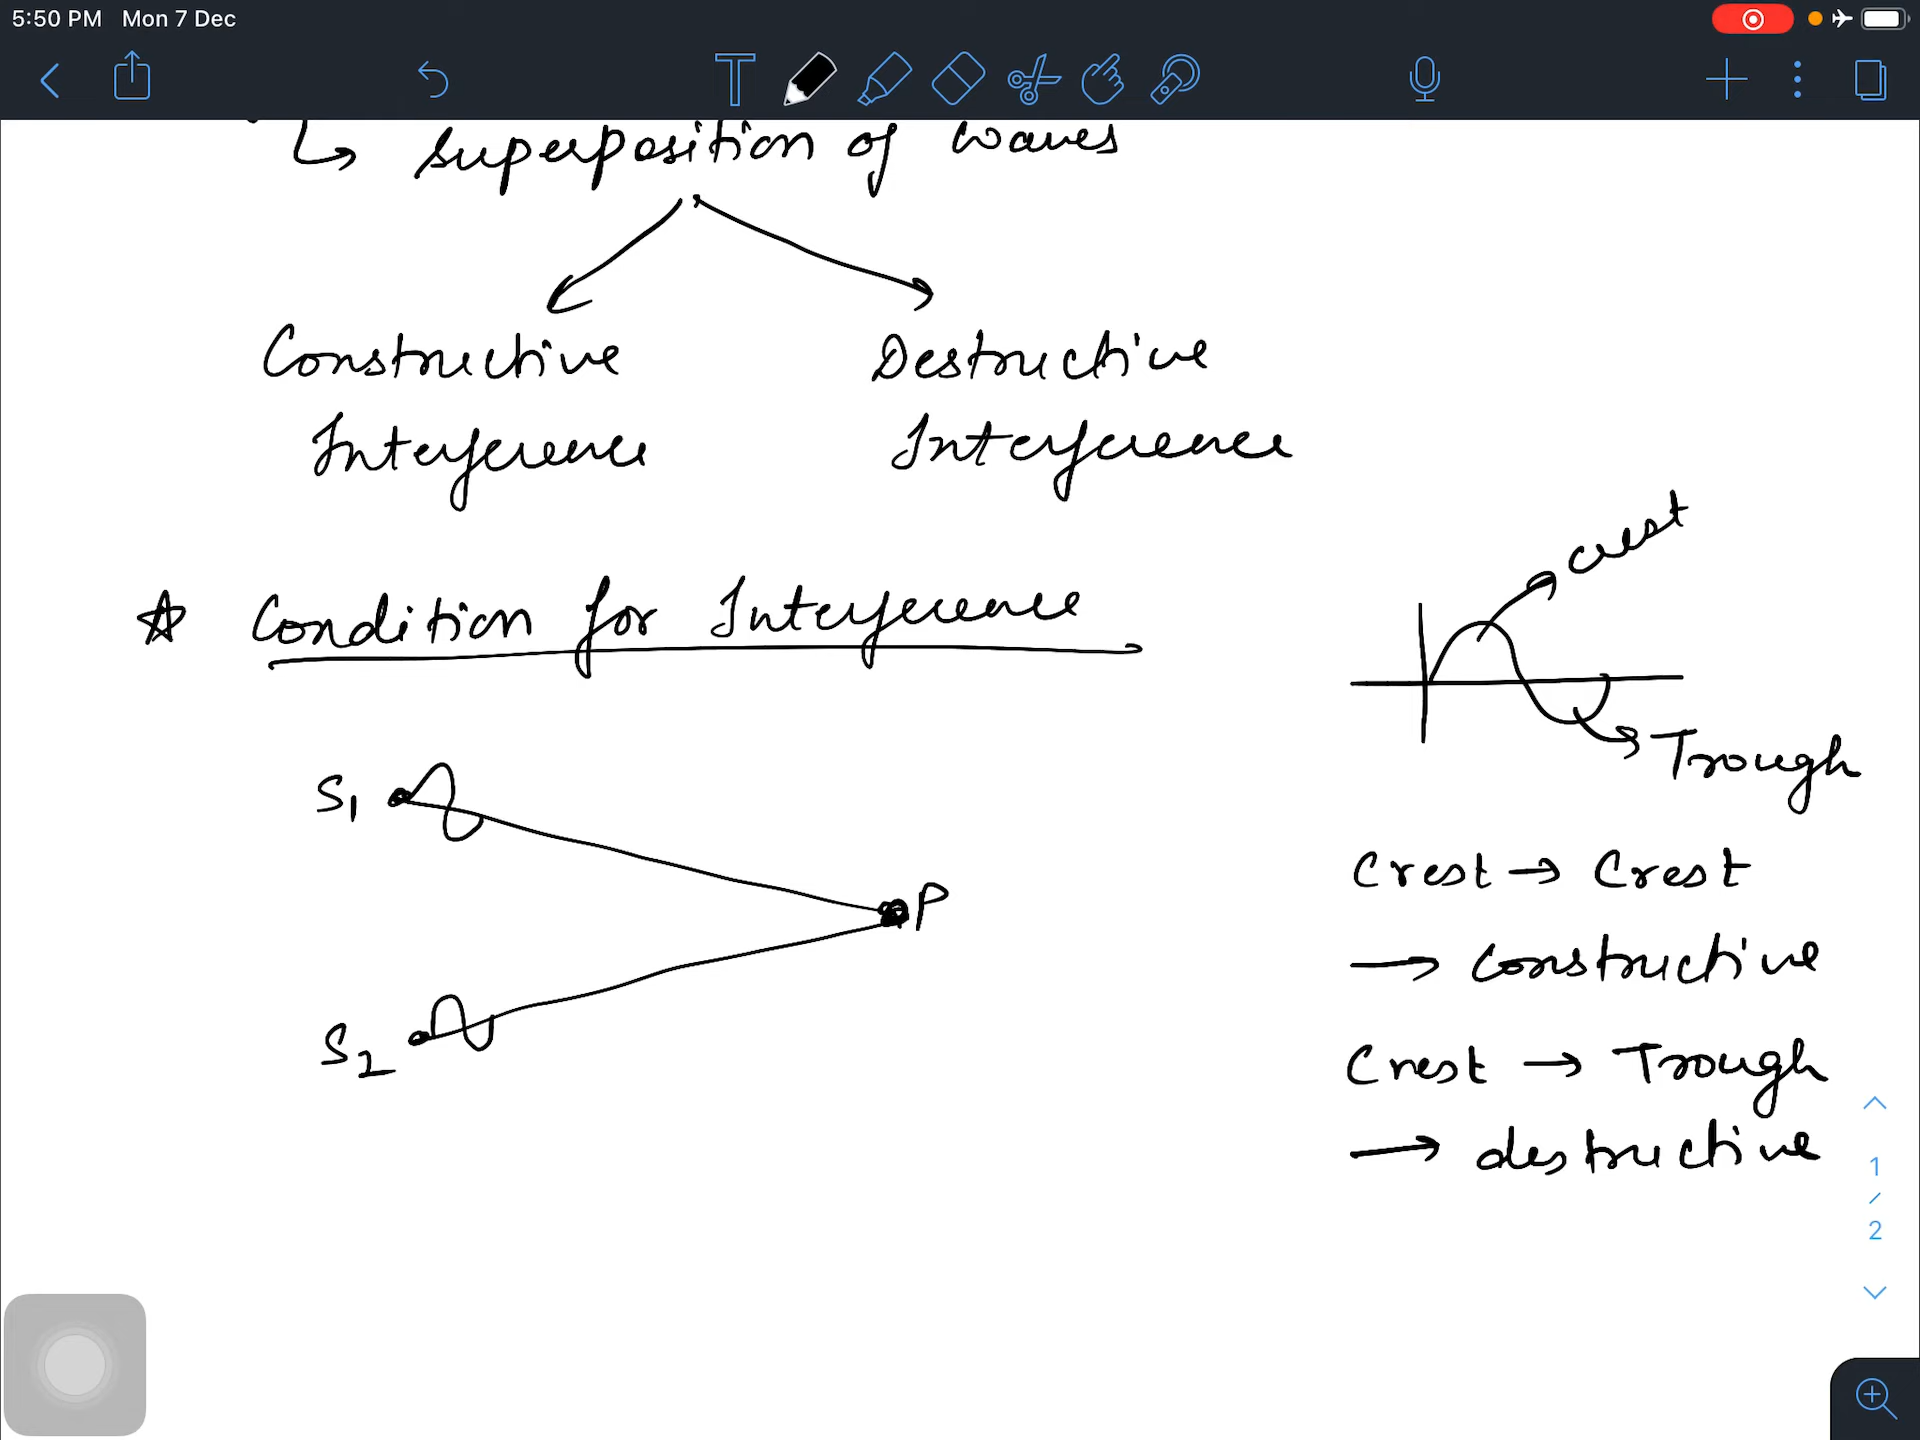 5:50 PM Mon 7 Dec
superposition of waves
Constructive Destructive
Interference Interference
crest
Condition for Interference
Trough
S1
P
S2
Crest → Crest
→ constructive
Crest → Trough
→ destructive
1
/
2